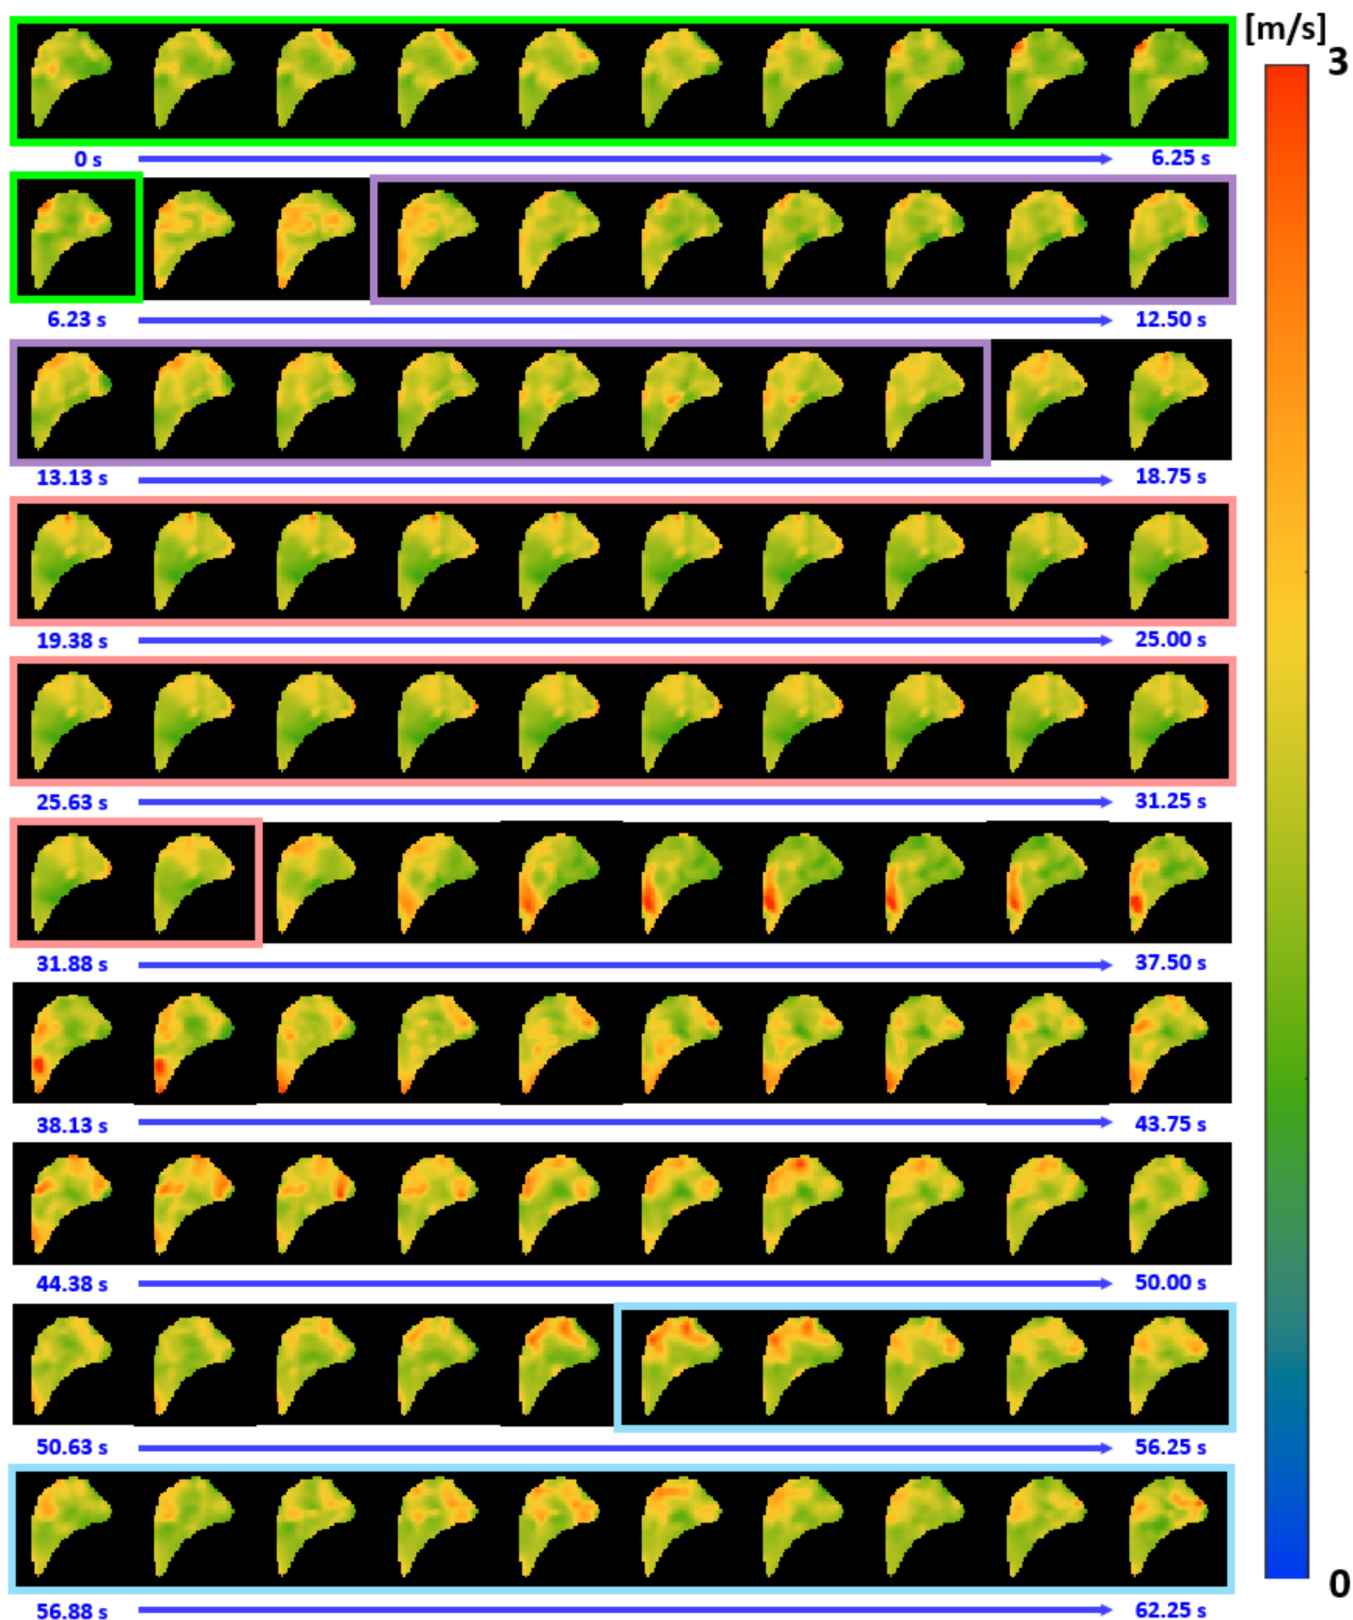 [m/s]
3
0 s 6.25 s
6.23 s 12.50 s
13.13 s 18.75 s
19.38 s 25.00 s
25.63 s 31.25 s
31.88 s 37.50 s
38.13 s 43.75 s
44.38 s 50.00 s
50.63 s 56.25 s
0
56.88 s 62.25 s